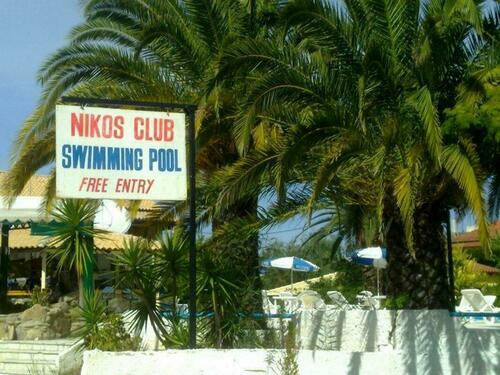 NIKOS CLUB
SWIMMING POOL
FREE ENTRY